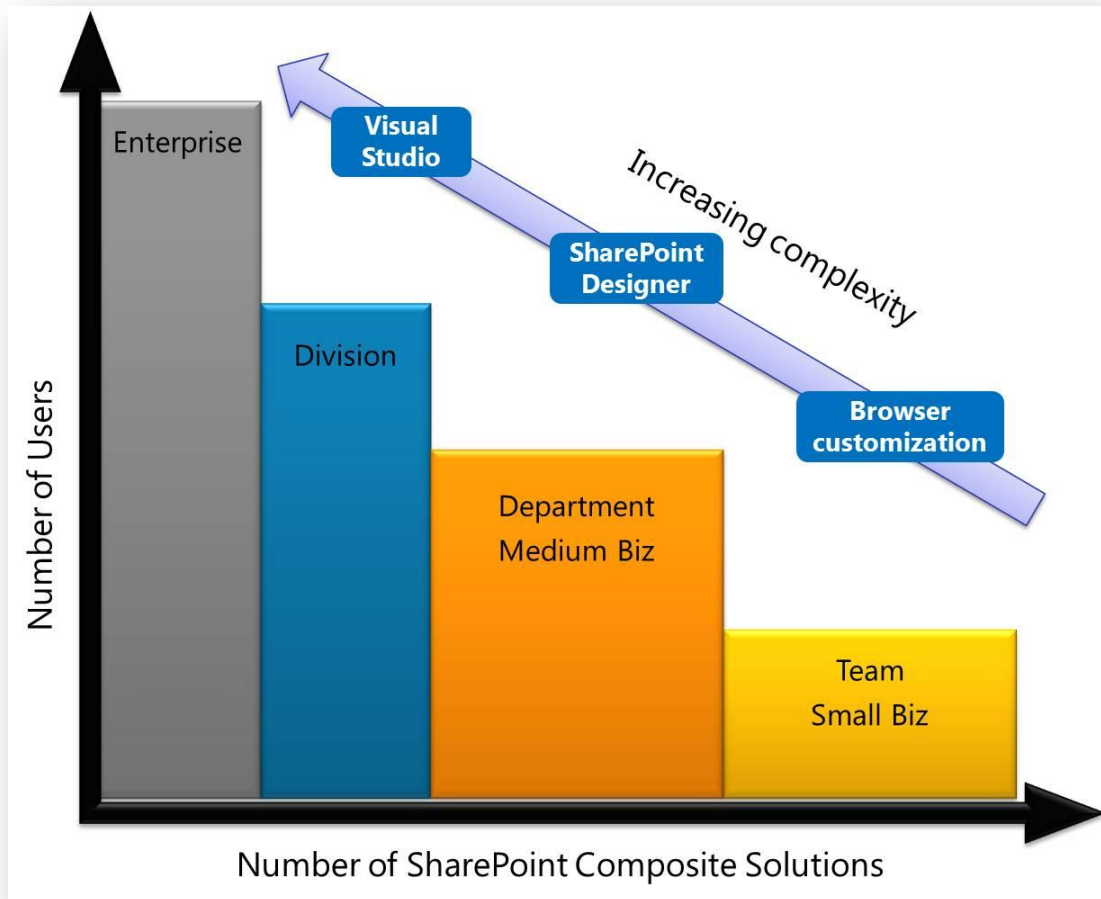 Enterprise
Visual
Studio
Increasing complexity
SharePoint
Designer
Division
Browser
customization
Department
Medium Biz
Team
Small Biz
Number of Users
Number of SharePoint Composite Solutions